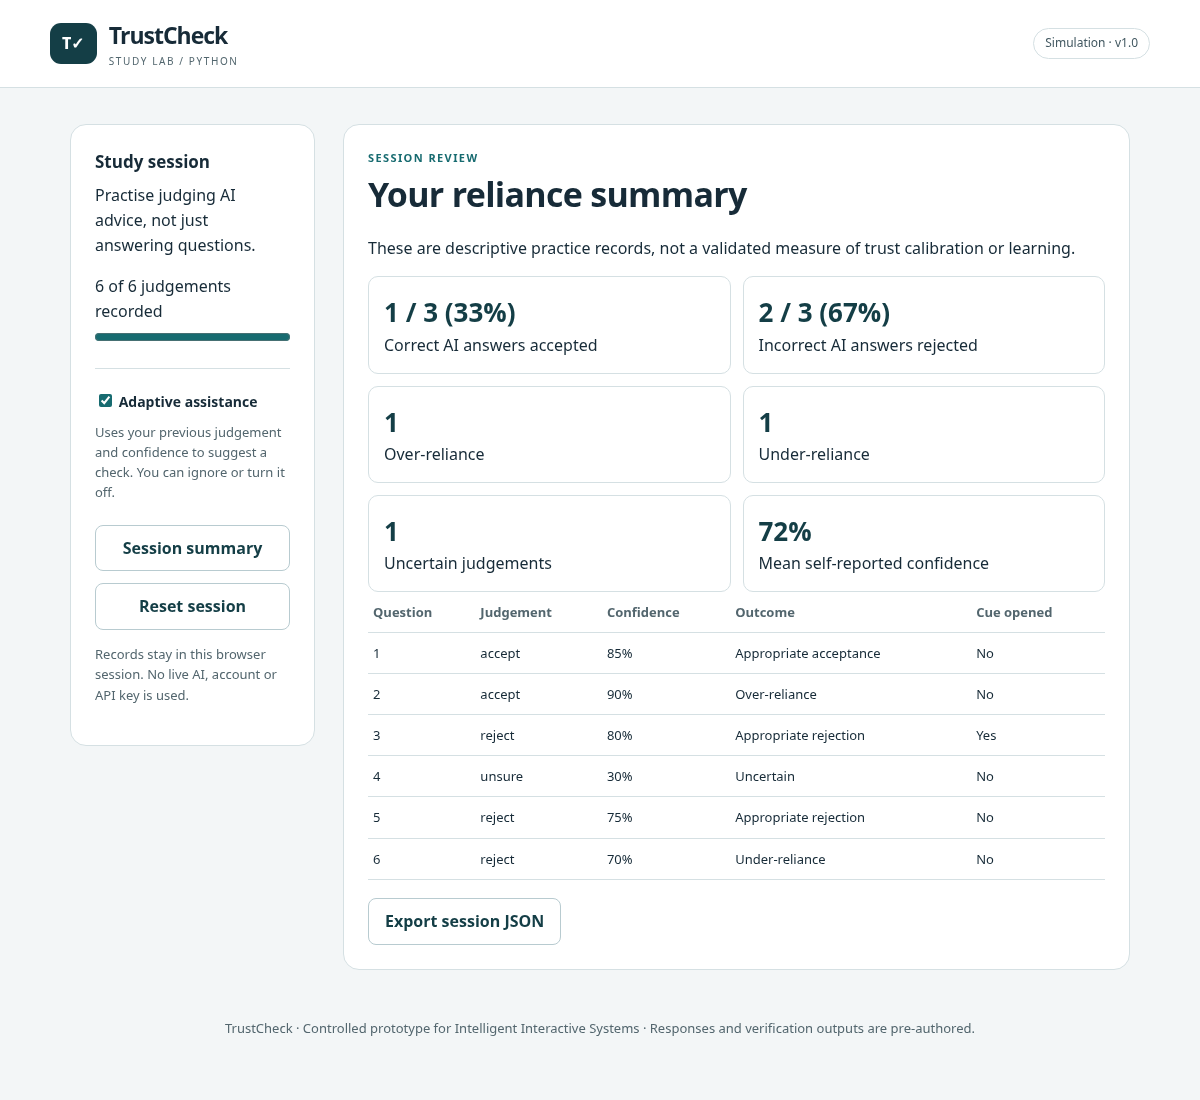 T✓
TrustCheck
STUDY LAB / PYTHON
Simulation · v1.0
Study session
Practise judging AI
advice, not just
answering questions.
6 of 6 judgements
recorded
Adaptive assistance
Uses your previous judgement
and confidence to suggest a
check. You can ignore or turn it
off.
Session summary
Reset session
Records stay in this browser
session. No live AI, account or
API key is used.
SESSION REVIEW
Your reliance summary
These are descriptive practice records, not a validated measure of trust calibration or learning.
1 / 3 (33%)
Correct AI answers accepted
2 / 3 (67%)
Incorrect AI answers rejected
1
Over-reliance
1
Under-reliance
1
Uncertain judgements
72%
Mean self-reported confidence
Question Judgement Confidence Outcome Cue opened
1 accept 85% Appropriate acceptance No
2 accept 90% Over-reliance No
3 reject 80% Appropriate rejection Yes
4 unsure 30% Uncertain No
5 reject 75% Appropriate rejection No
6 reject 70% Under-reliance No
Export session JSON
TrustCheck · Controlled prototype for Intelligent Interactive Systems · Responses and verification outputs are pre-authored.